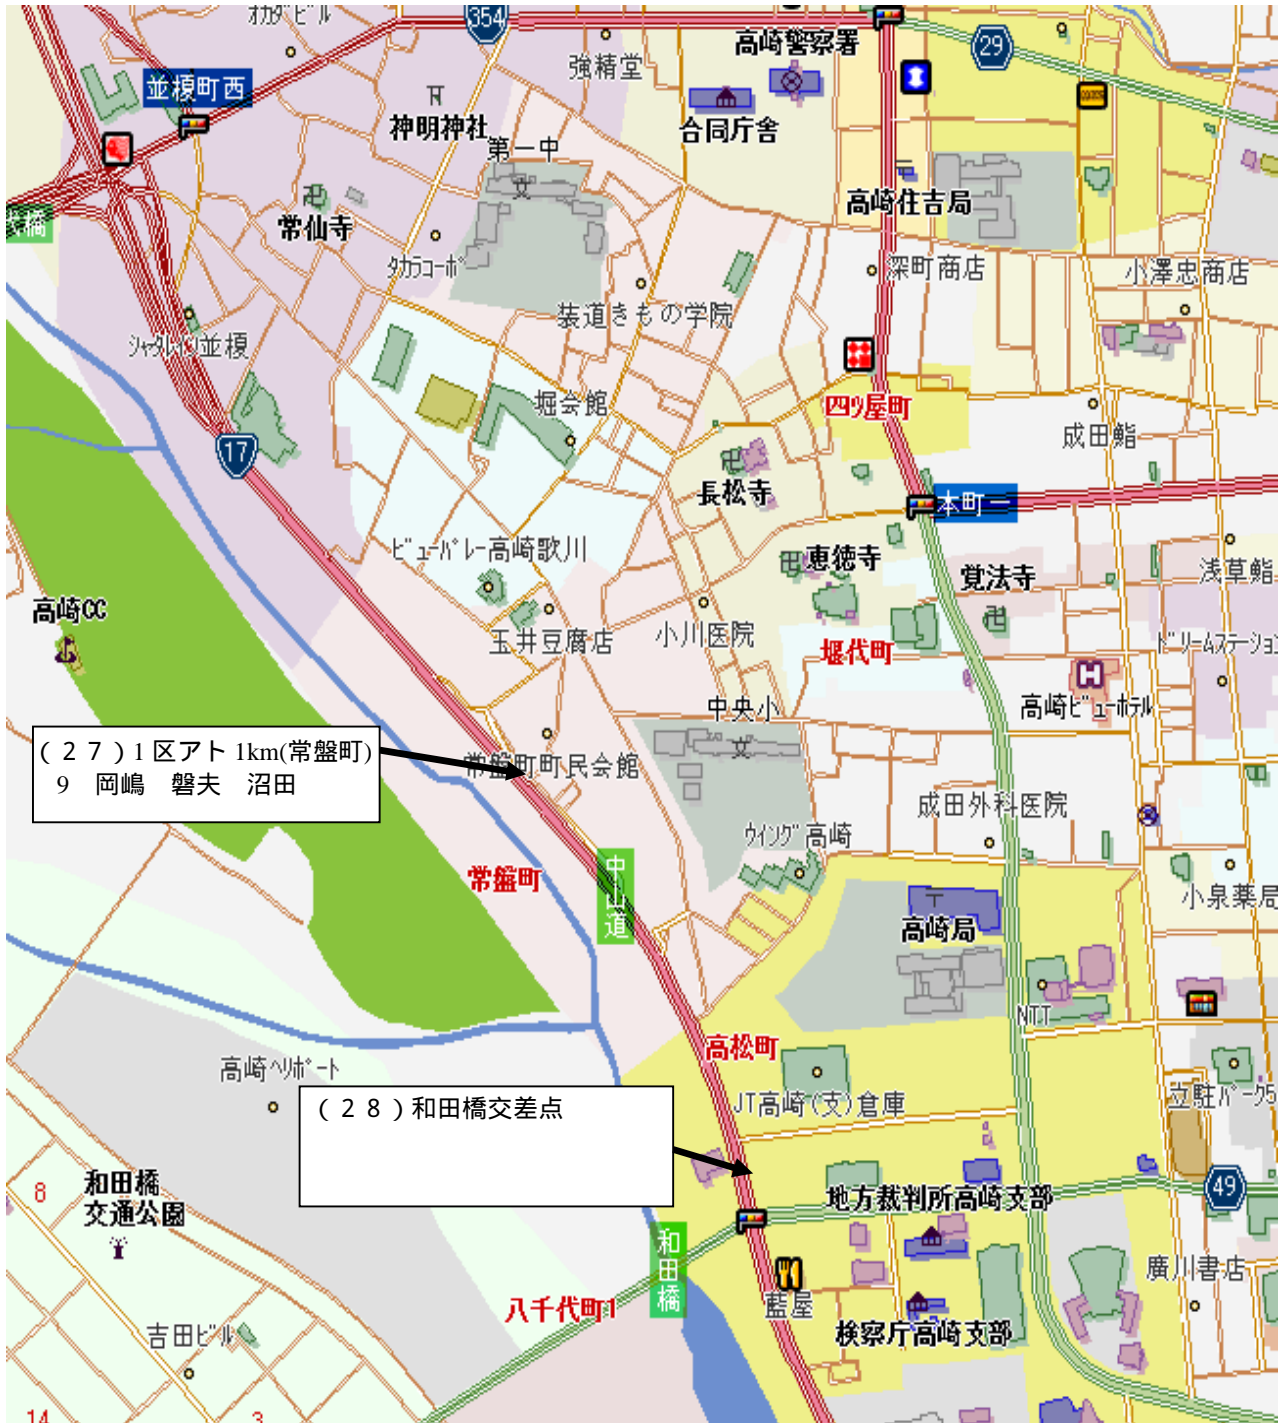 ｵｶﾀﾞﾋﾞﾙ
354
高崎警察署
29
強精堂
並榎町西
神明神社
第一中
合同庁舎
高崎住吉局
常仙寺
ﾀｶﾗｺｰﾎﾟ
深町商店
小澤忠商店
装道きもの学院
ｼｬﾀﾚｲﾝ並榎
堀会館
四ツ屋町
成田鮨
17
長松寺
本町一
ビューバレー高崎歌川
恵徳寺
覚法寺
浅草鮨
高崎CC
玉井豆腐店
小川医院
堰代町
ﾄﾞﾘｰﾑｽﾃｰｼｮﾝ
中央小
高崎ﾋﾞｭｰﾎﾃﾙ
（２７）1 区アト 1km(常盤町)
9　岡嶋　磐夫　沼田
常盤町町民会館
成田外科医院
ｳｲﾝｸﾞ高崎
常盤町
中山道
小泉薬局
高崎局
NTT
高松町
高崎ﾍﾘﾎﾟｰﾄ
JT高崎(支)倉庫
立駐ﾊﾟｰｸ5
（２８）和田橋交差点
8
和田橋
交通公園
地方裁判所高崎支部
49
和田橋
廣川書店
八千代町1
藍屋
吉田ビル
検察庁高崎支部
14
3